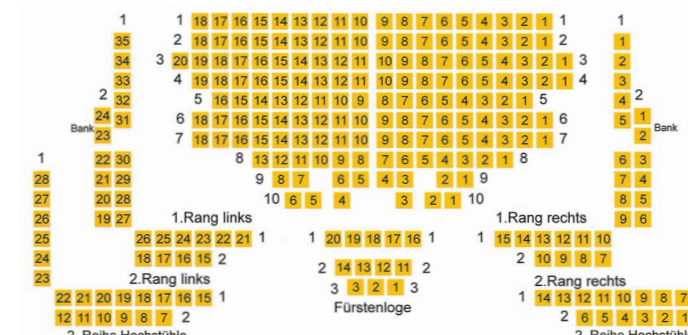 1 1 18 17 16 15 14 13 12 11 10 9 8 7 6 5 4 3 2 1 1 1
35 2 18 17 16 15 14 13 12 11 10 9 8 7 6 5 4 3 2 1 2 1
34 3 20 19 18 17 16 15 14 13 12 11 10 9 8 7 6 5 4 3 2 1 3 2
33 4 19 18 17 16 15 14 13 12 11 10 9 8 7 6 5 4 3 2 1 4 3
2 32 5 16 15 14 13 12 11 10 9 8 7 6 5 4 3 2 1 5 4 2
24 31 6 18 17 16 15 14 13 12 11 10 9 8 7 6 5 4 3 2 1 6 5 1
Bank 23 7 18 17 16 15 14 13 12 11 10 9 8 7 6 5 4 3 2 1 7 2 Bank
1 22 30 8 13 12 11 10 9 8 7 6 5 4 3 2 1 8 6 3
28 21 29 9 8 7 6 5 4 3 2 1 9 7 4
27 20 28 10 6 5 4 3 2 1 10 8 5
26 19 27 1.Rang links 1.Rang rechts 9 6
25 26 25 24 23 22 21 1 1 20 19 18 17 16 1 1 15 14 13 12 11 10
24 18 17 16 15 2 2 14 13 12 11 2 2 10 9 8 7
23 2.Rang links 3 3 2 1 3 2.Rang rechts
22 21 20 19 18 17 16 15 1 Fürstenloge 1 14 13 12 11 10 9 8 7
12 11 10 9 8 7 2 2 6 5 4 3 2 1
2. Reihe Hochstühle 2. Reihe Hochstühle